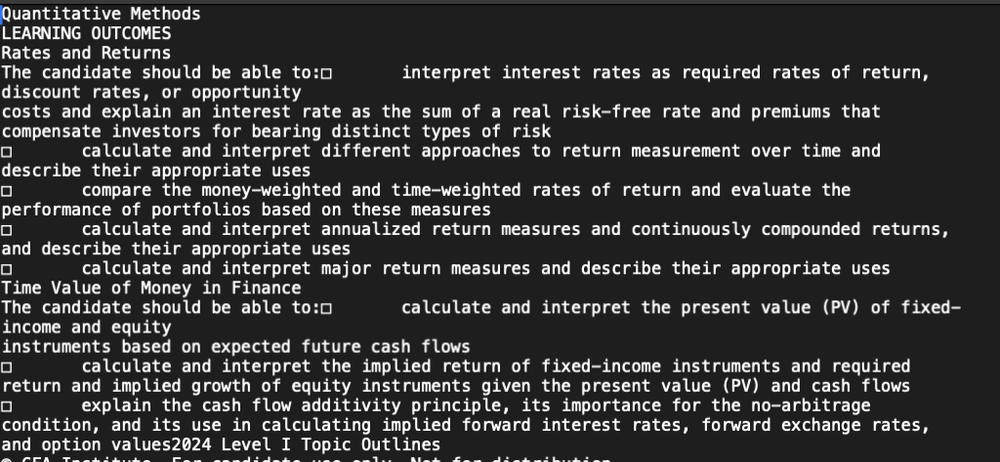 Quantitative Methods
LEARNING OUTCOMES
Rates and Returns
The candidate should be able to:□ interpret interest rates as required rates of return,
discount rates, or opportunity
costs and explain an interest rate as the sum of a real risk-free rate and premiums that
compensate investors for bearing distinct types of risk
□ calculate and interpret different approaches to return measurement over time and
describe their appropriate uses
□ compare the money-weighted and time-weighted rates of return and evaluate the
performance of portfolios based on these measures
□ calculate and interpret annualized return measures and continuously compounded returns,
and describe their appropriate uses
□ calculate and interpret major return measures and describe their appropriate uses
Time Value of Money in Finance
The candidate should be able to:□ calculate and interpret the present value (PV) of fixed-
income and equity
instruments based on expected future cash flows
□ calculate and interpret the implied return of fixed-income instruments and required
return and implied growth of equity instruments given the present value (PV) and cash flows
□ explain the cash flow additivity principle, its importance for the no-arbitrage
condition, and its use in calculating implied forward interest rates, forward exchange rates,
and option values2024 Level I Topic Outlines
© CFA Institute. For candidate use only. Not for distribution.